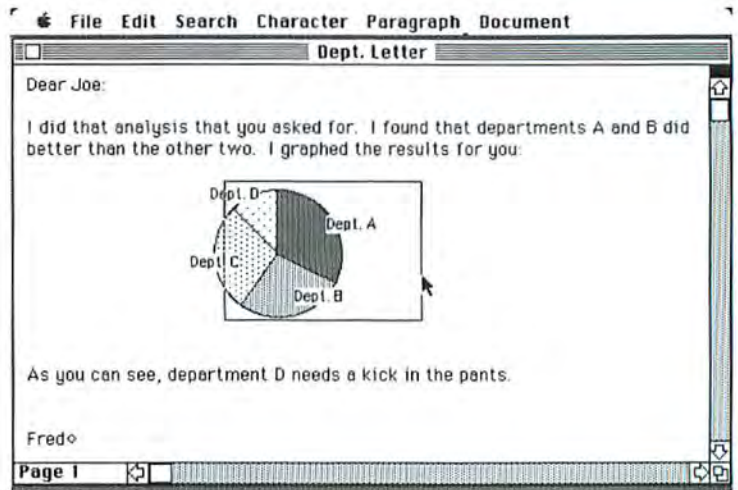 File Edit Search Character Paragraph Document
Dept. Letter
Dear Joe:
I did that analysis that you asked for. I found that departments A and B did
better than the other two. I graphed the results for you:
Dept. D
Dept. A
Dept. C
Dept. B
As you can see, department D needs a kick in the pants.
Fred
Page 1